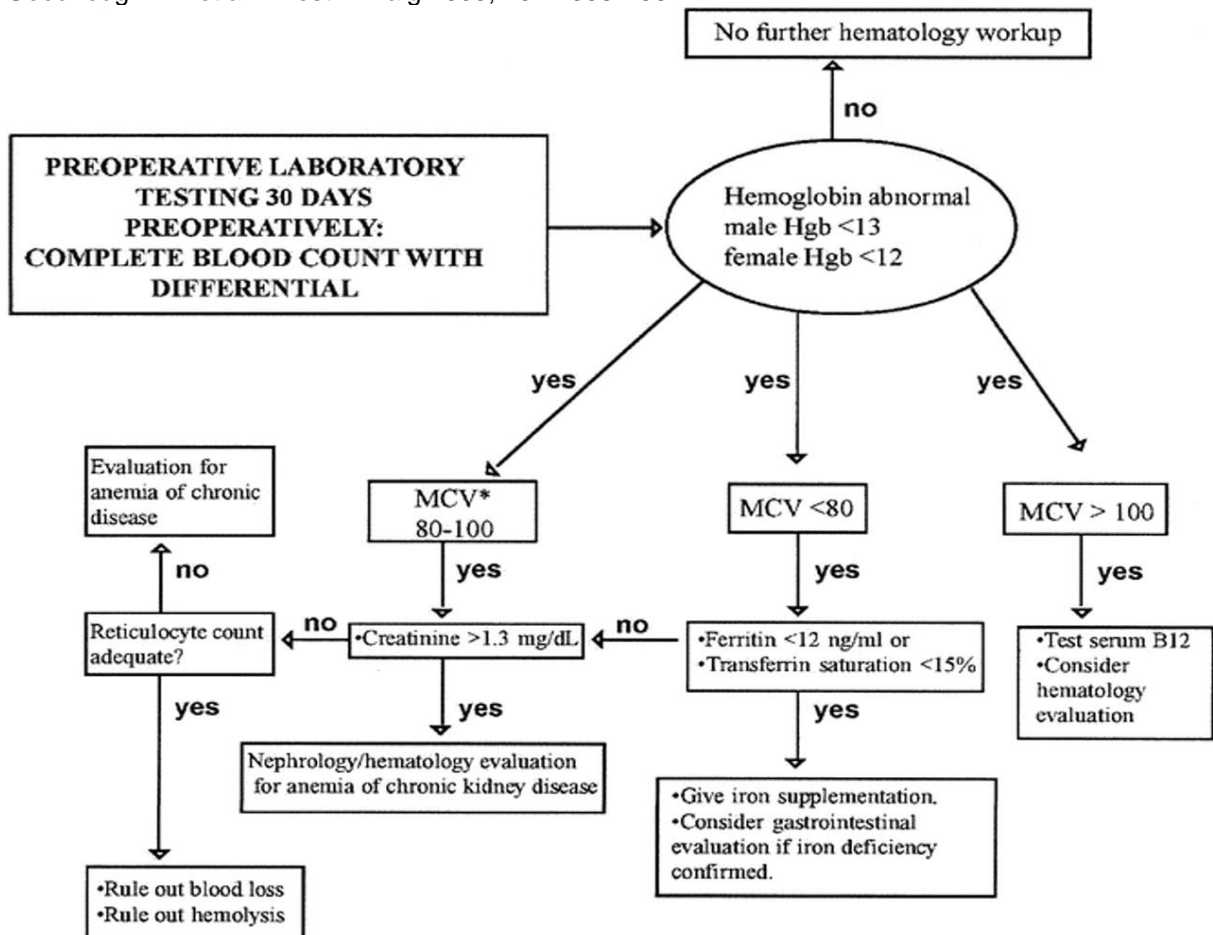 No further hematology workup
no
PREOPERATIVE LABORATORY
TESTING 30 DAYS
PREOPERATIVELY:
COMPLETE BLOOD COUNT WITH
DIFFERENTIAL
Hemoglobin abnormal
male Hgb <13
female Hgb <12
yes
yes
yes
Evaluation for
anemia of chronic
disease
MCV*
80-100
MCV <80
MCV > 100
no
yes
yes
yes
Reticulocyte count
adequate?
no
•Creatinine >1.3 mg/dL
no
•Ferritin <12 ng/ml or
•Transferrin saturation <15%
•Test serum B12
•Consider
hematology
evaluation
yes
yes
yes
Nephrology/hematology evaluation
for anemia of chronic kidney disease
•Give iron supplementation.
•Consider gastrointestinal
evaluation if iron deficiency
confirmed.
•Rule out blood loss
•Rule out hemolysis